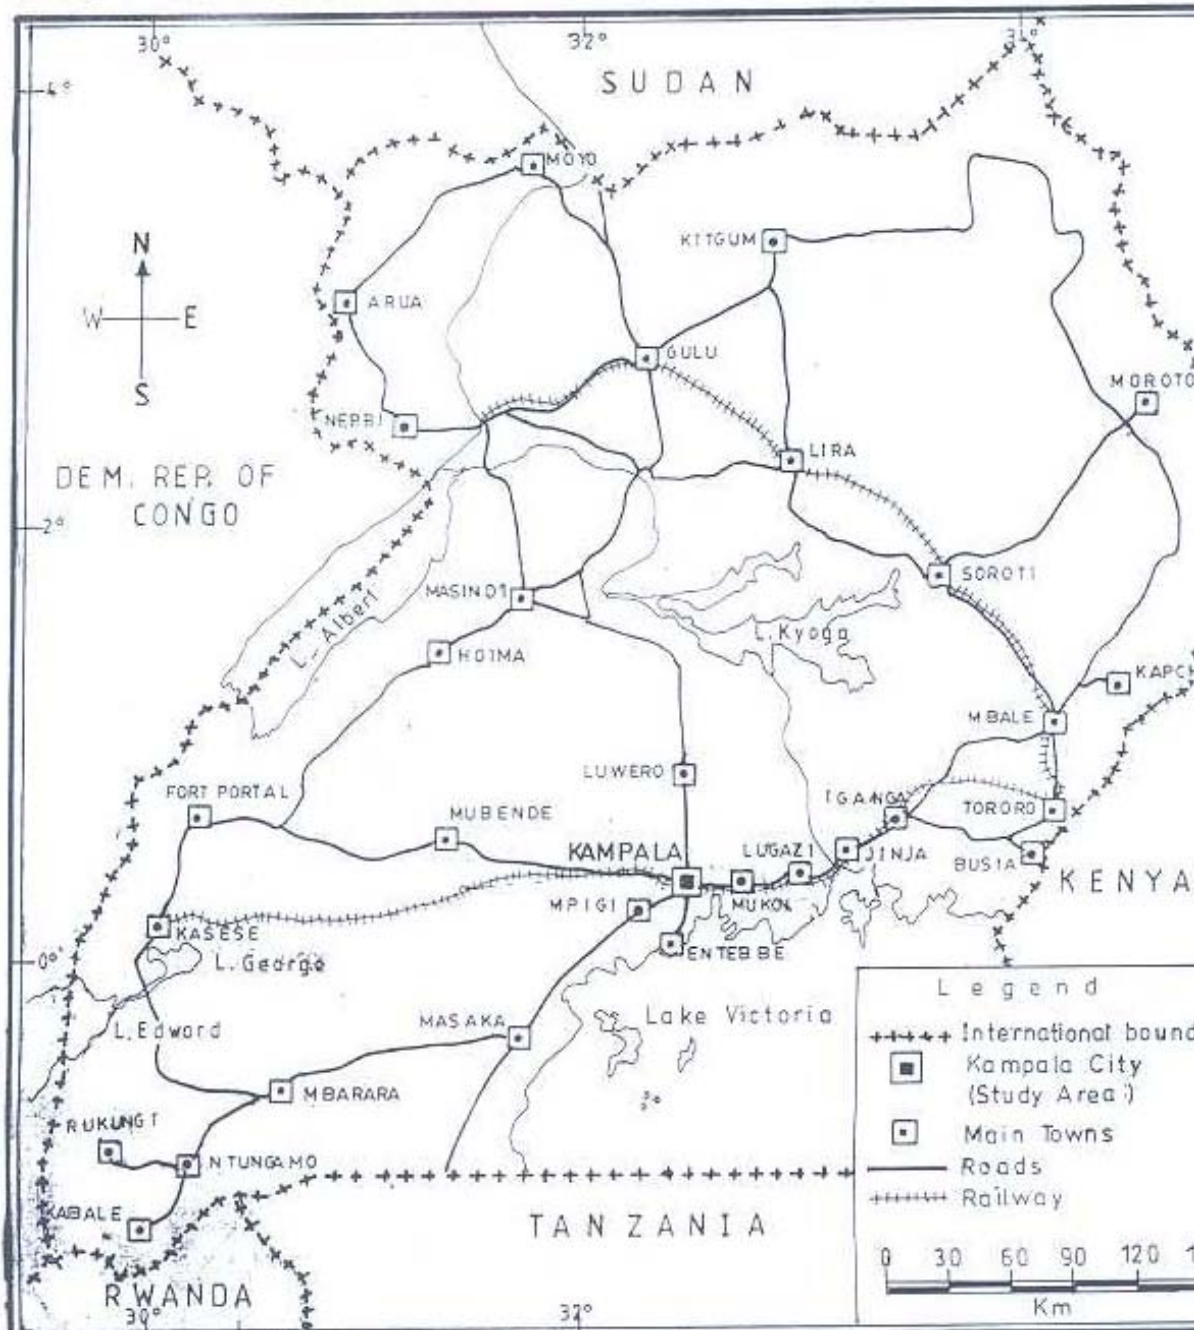 30°
32°
4°
SUDAN
MOYO
N
W
E
S
KITGUM
ARUA
GULU
MOROTO
NEBBI
LIRA
DEM. REP. OF
CONGO
2°
SOROTI
MASINDI
L. Albert
L. Kyoga
HOIMA
KAPCH
MBALE
LUWERO
FORT PORTAL
IGANGA
TORORO
MUBENDE
KAMPALA
LUGAZI
JINJA
BUSIA
KENYA
MPIGI
MUKON
KASESE
ENTEBBE
0°
L. George
L. Edward
MASAKA
Lake Victoria
MBARARA
RUKUNGI
NTUNGAMO
KABALE
TANZANIA
RWANDA
30°
32°
Legend
International bound
Kampala City
(Study Area)
Main Towns
Roads
Railway
0 30 60 90 120
Km